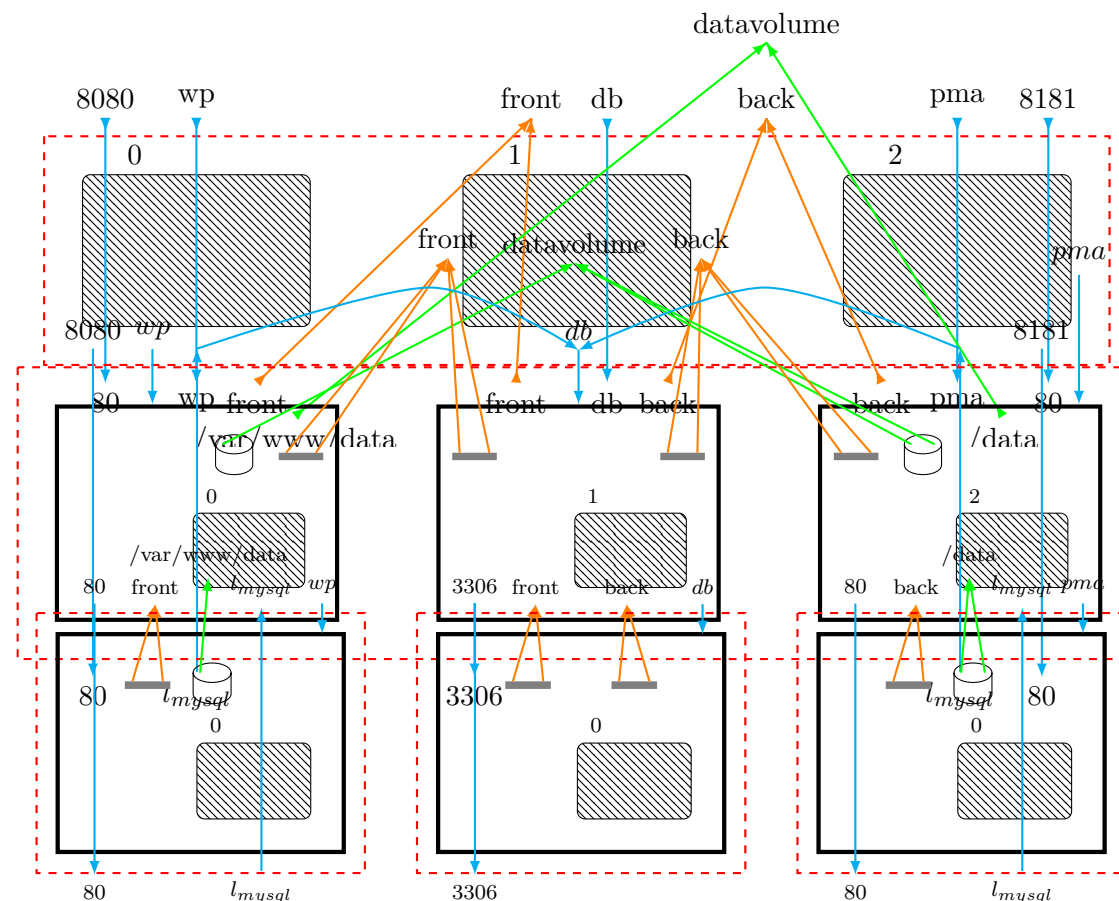 datavolume
8080 wp front db back pma 8181
0 1 2
front datavolume back pma
8080 wp db 8181
80 wp front front db back back pma 80
/var/www/data /data
0 1 2
/var/www/data /data
80 front l_mysql wp 3306 front back db 80 back l_mysql pma
80 l_mysql 3306 l_mysql 80
0 0 0
80 l_mysql 3306 80 l_mysql